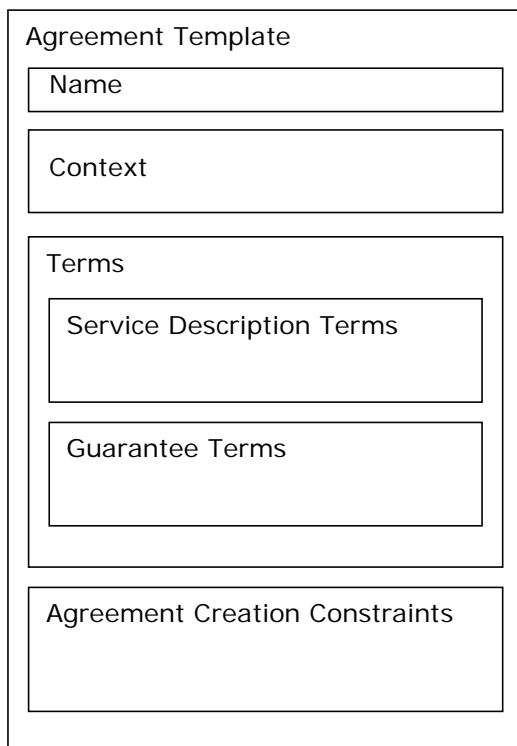 Agreement Template
Name
Context
Terms
Service Description Terms
Guarantee Terms
Agreement Creation Constraints